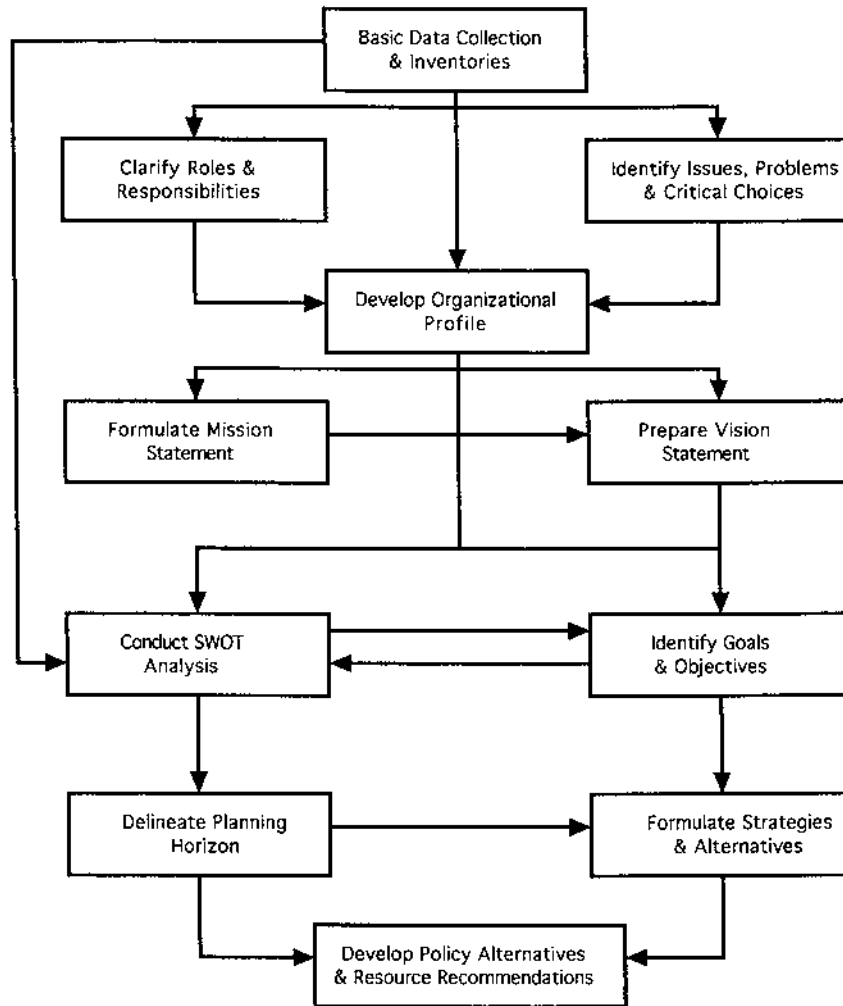 Basic Data Collection
& Inventories
Clarify Roles &
Responsibilities
Identify Issues, Problems
& Critical Choices
Develop Organizational
Profile
Formulate Mission
Statement
Prepare Vision
Statement
Conduct SWOT
Analysis
Identify Goals
& Objectives
Delineate Planning
Horizon
Formulate Strategies
& Alternatives
Develop Policy Alternatives
& Resource Recommendations